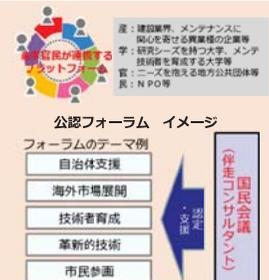 産官学民が連携する
プラットフォーム
産：建設業界、メンテナンスに
関心を寄せる異業種の企業等
学：研究シーズを持つ大学、メンテ
技術者を育成する大学等
官：ニーズを抱える地方公共団体等
民：ＮＰＯ等
公認フォーラム　イメージ
フォーラムのテーマ例
自治体支援
海外市場展開
技術者育成
革新的技術
市民参画
認定
・支援
国民会議
（伴走コンサルタント）